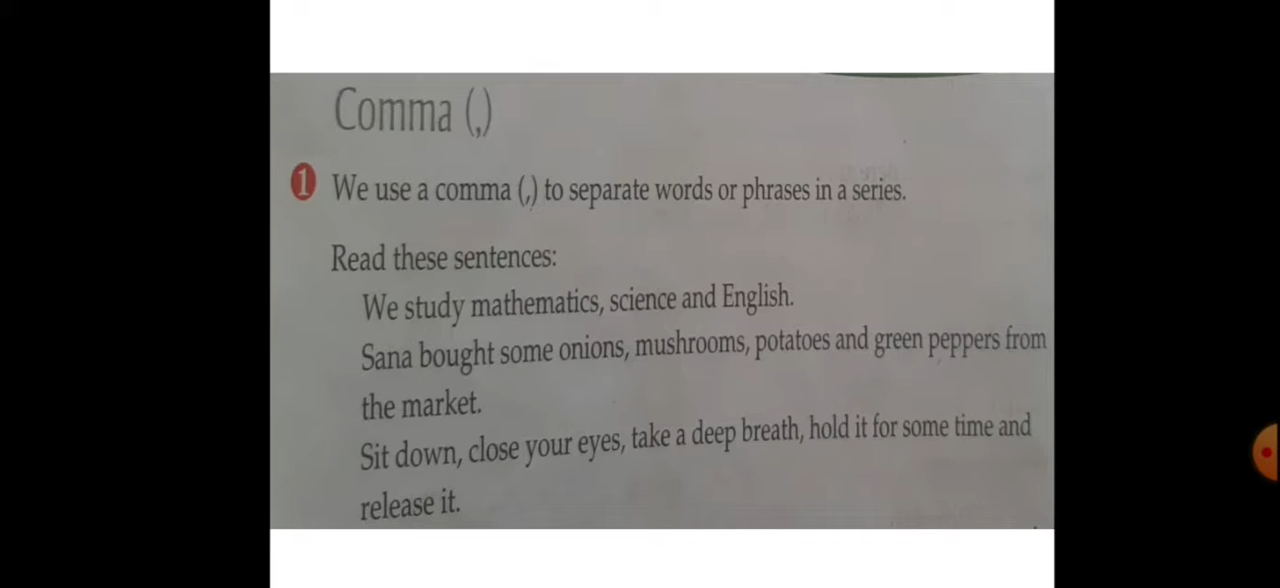 Comma (,)
1 We use a comma (,) to separate words or phrases in a series.
Read these sentences:
We study mathematics, science and English.
Sana bought some onions, mushrooms, potatoes and green peppers from
the market.
Sit down, close your eyes, take a deep breath, hold it for some time and
release it.